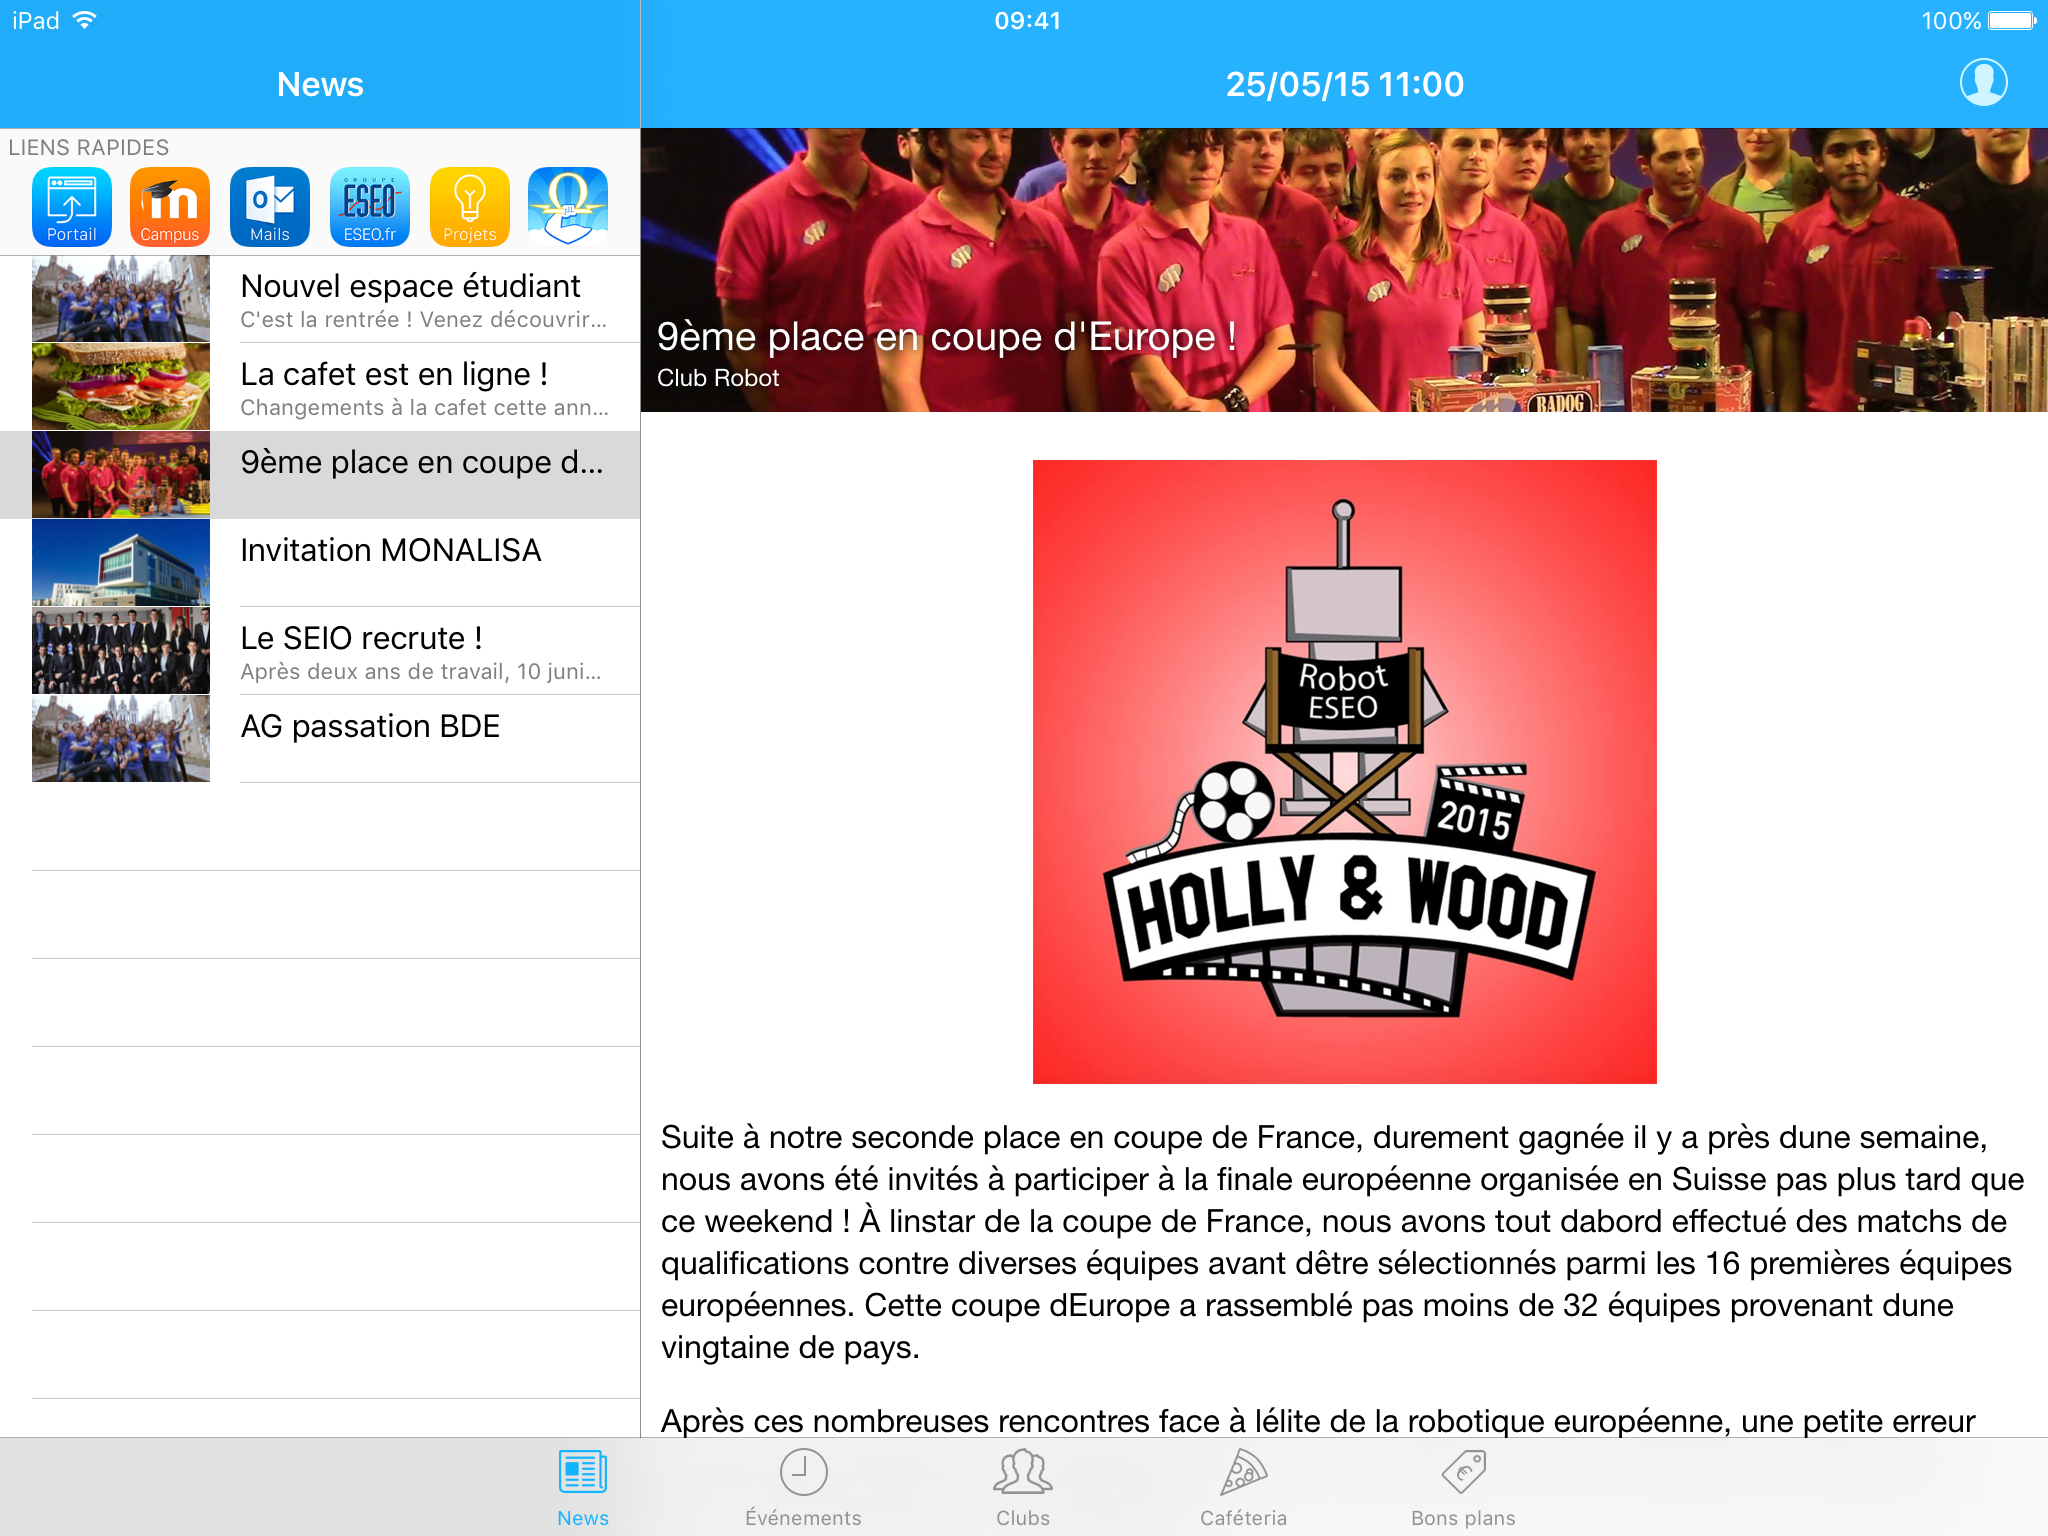 iPad
09:41
100%
News
25/05/15 11:00
LIENS RAPIDES
Portail
Campus
Mails
GROUPE
ESEO
ESEO.fr
Projets
Nouvel espace étudiant
C'est la rentrée ! Venez découvrir...
La cafet est en ligne !
Changements à la cafet cette ann...
9ème place en coupe d...
Invitation MONALISA
Le SEIO recrute !
Après deux ans de travail, 10 juni...
AG passation BDE
9ème place en coupe d'Europe !
Club Robot
RADOG
Robot
ESEO
2015
HOLLY & WOOD
Suite à notre seconde place en coupe de France, durement gagnée il y a près dune semaine,
nous avons été invités à participer à la finale européenne organisée en Suisse pas plus tard que
ce weekend ! À linstar de la coupe de France, nous avons tout dabord effectué des matchs de
qualifications contre diverses équipes avant dêtre sélectionnés parmi les 16 premières équipes
européennes. Cette coupe dEurope a rassemblé pas moins de 32 équipes provenant dune
vingtaine de pays.
Après ces nombreuses rencontres face à lélite de la robotique européenne, une petite erreur
News
Événements
Clubs
Caféteria
Bons plans